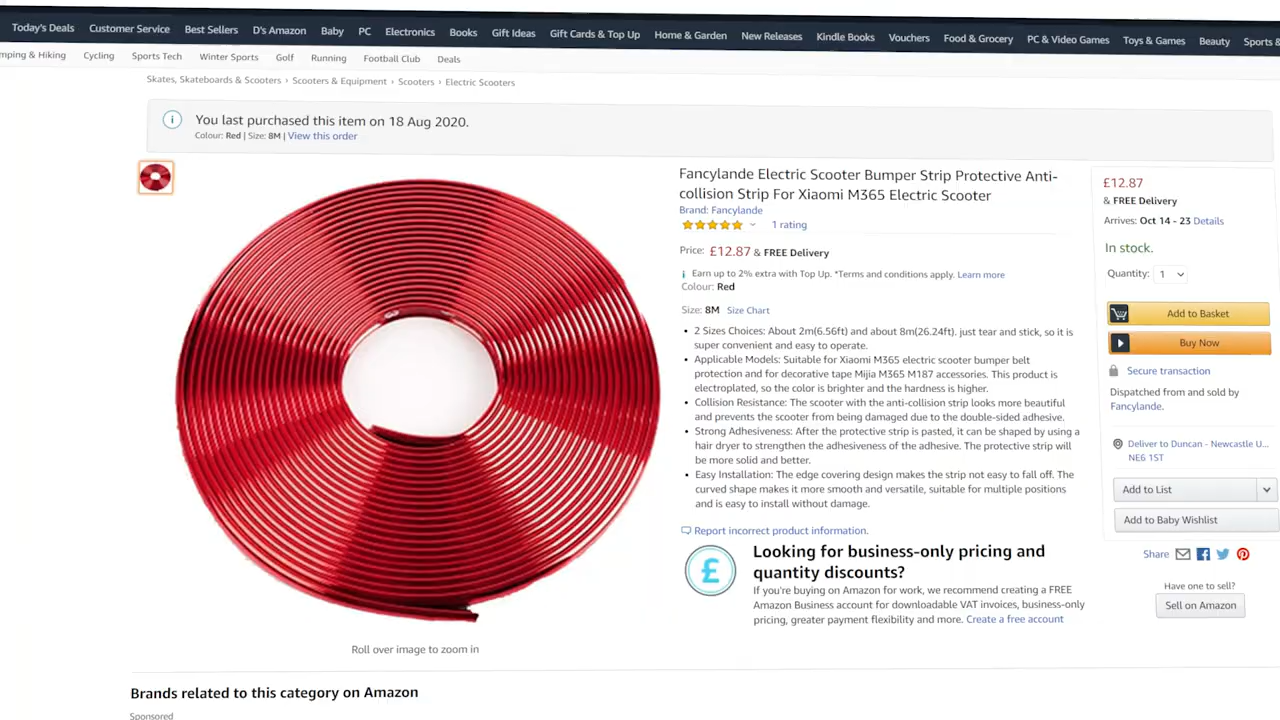 Today's Deals Customer Service Best Sellers D's Amazon Baby PC Electronics Books Gift Ideas Gift Cards & Top Up Home & Garden New Releases Kindle Books Vouchers Food & Grocery PC & Video Games Toys & Games Beauty Sports &
mping & Hiking Cycling Sports Tech Winter Sports Golf Running Football Club Deals
Skates, Skateboards & Scooters › Scooters & Equipment › Scooters › Electric Scooters
You last purchased this item on 18 Aug 2020.
Colour: Red | Size: 8M | View this order
Fancylande Electric Scooter Bumper Strip Protective Anti-
collision Strip For Xiaomi M365 Electric Scooter
Brand: Fancylande
1 rating
Price: £12.87 & FREE Delivery
Earn up to 2% extra with Top Up. *Terms and conditions apply. Learn more
Colour: Red
Size: 8M Size Chart
• 2 Sizes Choices: About 2m(6.56ft) and about 8m(26.24ft). just tear and stick, so it is
super convenient and easy to operate.
• Applicable Models: Suitable for Xiaomi M365 electric scooter bumper belt
protection and for decorative tape Mijia M365 M187 accessories. This product is
electroplated, so the color is brighter and the hardness is higher.
• Collision Resistance: The scooter with the anti-collision strip looks more beautiful
and prevents the scooter from being damaged due to the double-sided adhesive.
• Strong Adhesiveness: After the protective strip is pasted, it can be shaped by using a
hair dryer to strengthen the adhesiveness of the adhesive. The protective strip will
be more solid and better.
• Easy Installation: The edge covering design makes the strip not easy to fall off. The
curved shape makes it more smooth and versatile, suitable for multiple positions
and is easy to install without damage.
Report incorrect product information.
Looking for business-only pricing and
quantity discounts?
If you're buying on Amazon for work, we recommend creating a FREE
Amazon Business account for downloadable VAT invoices, business-only
pricing, greater payment flexibility and more. Create a free account
£12.87
& FREE Delivery
Arrives: Oct 14 - 23 Details
In stock.
Quantity: 1
Add to Basket
Buy Now
Secure transaction
Dispatched from and sold by
Fancylande.
Deliver to Duncan - Newcastle U...
NE6 1ST
Add to List
Add to Baby Wishlist
Share
Have one to sell?
Sell on Amazon
Roll over image to zoom in
Brands related to this category on Amazon
Sponsored